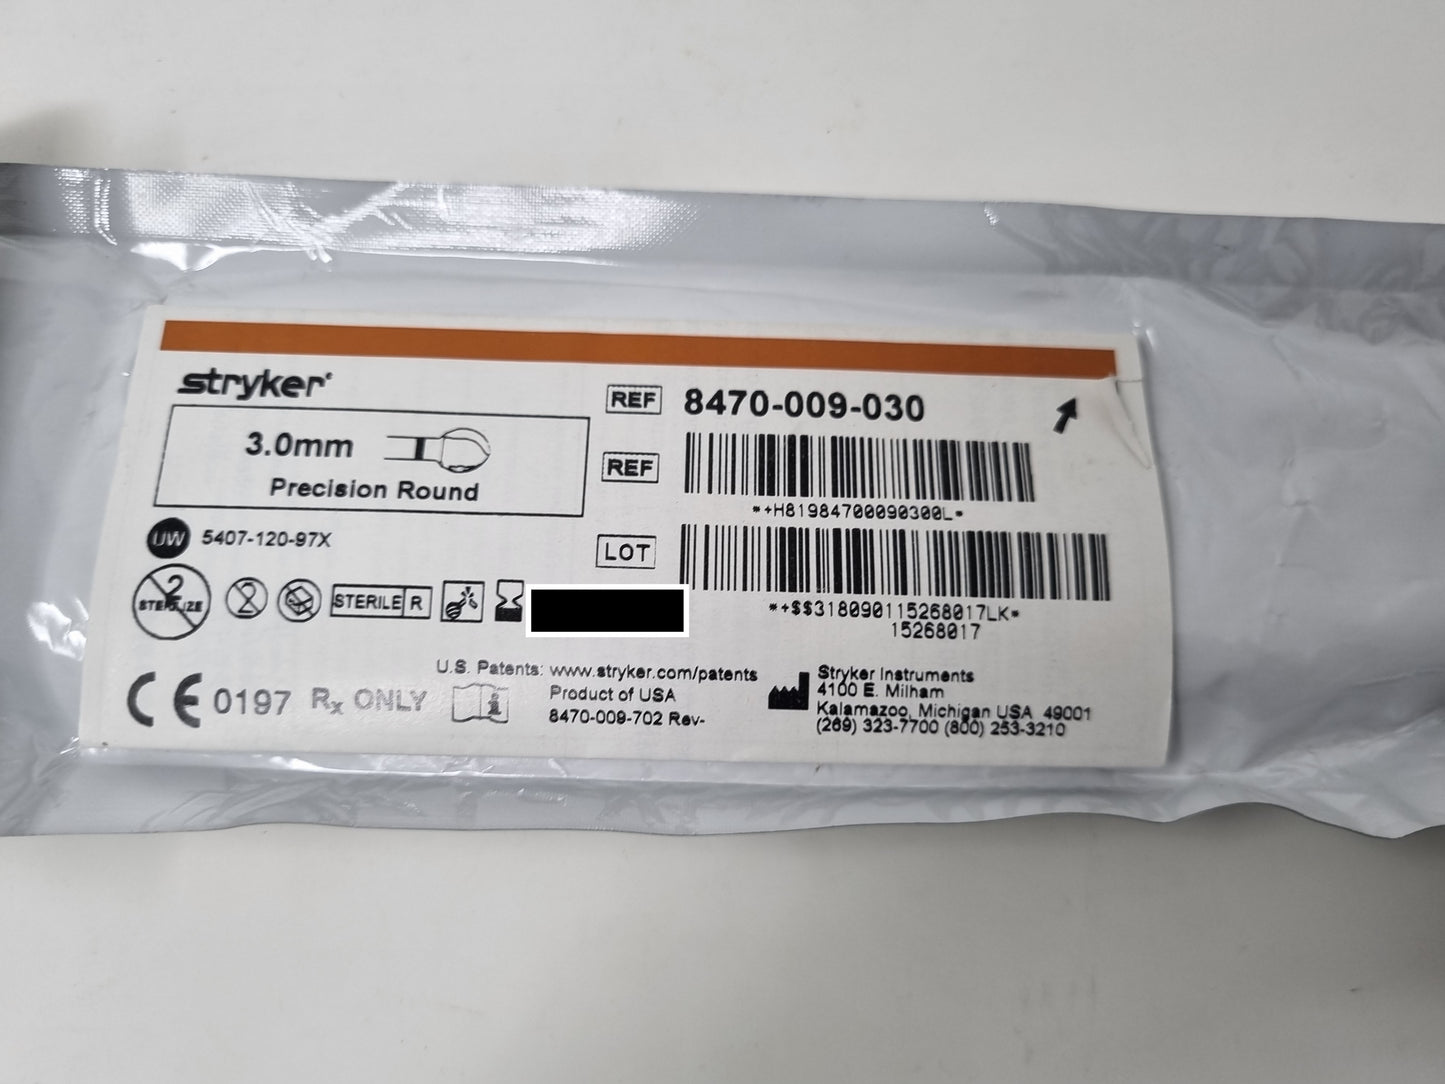 stryker
3.0mm
Precision Round
UW 5407-120-97X
REF 8470-009-030
REF
*+H81984700090300L*
LOT
*+$$318090115268017LK*
15268017
2
STERILIZE
2
STERILE R
CE 0197 Rx ONLY
i
U.S. Patents: www.stryker.com/patents
Product of USA
8470-009-702 Rev-
Stryker Instruments
4100 E. Milham
Kalamazoo, Michigan USA 49001
(269) 323-7700 (800) 253-3210